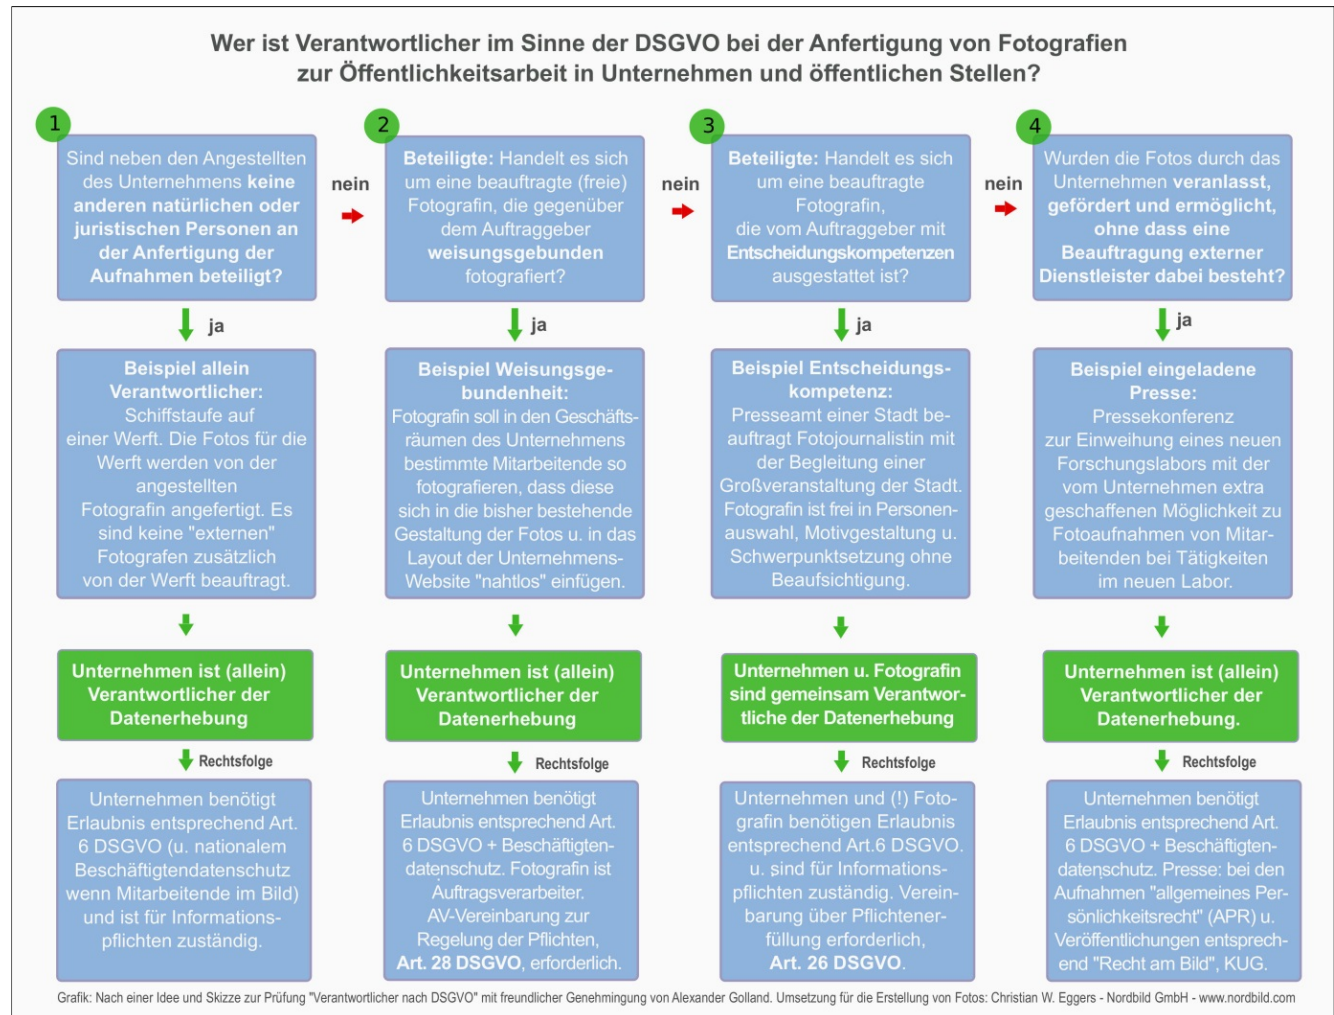 Wer ist Verantwortlicher im Sinne der DSGVO bei der Anfertigung von Fotografien
zur Öffentlichkeitsarbeit in Unternehmen und öffentlichen Stellen?
1
Sind neben den Angestellten
des Unternehmens keine
anderen natürlichen oder
juristischen Personen an
der Anfertigung der
Aufnahmen beteiligt?
nein
ja
Beispiel allein
Verantwortlicher:
Schiffstaufe auf
einer Werft. Die Fotos für die
Werft werden von der
angestellten
Fotografin angefertigt. Es
sind keine "externen"
Fotografen zusätzlich
von der Werft beauftragt.
Unternehmen ist (allein)
Verantwortlicher der
Datenerhebung
Rechtsfolge
Unternehmen benötigt
Erlaubnis entsprechend Art.
6 DSGVO (u. nationalem
Beschäftigtendatenschutz
wenn Mitarbeitende im Bild)
und ist für Informations-
pflichten zuständig.
2
Beteiligte: Handelt es sich
um eine beauftragte (freie)
Fotografin, die gegenüber
dem Auftraggeber
weisungsgebunden
fotografiert?
nein
ja
Beispiel Weisungsge-
bundenheit:
Fotografin soll in den Geschäfts-
räumen des Unternehmens
bestimmte Mitarbeitende so
fotografieren, dass diese
sich in die bisher bestehende
Gestaltung der Fotos u. in das
Layout der Unternehmens-
Website "nahtlos" einfügen.
Unternehmen ist (allein)
Verantwortlicher der
Datenerhebung
Rechtsfolge
Unternehmen benötigt
Erlaubnis entsprechend Art.
6 DSGVO + Beschäftigten-
datenschutz. Fotografin ist
Auftragsverarbeiter.
AV-Vereinbarung zur
Regelung der Pflichten,
Art. 28 DSGVO, erforderlich.
3
Beteiligte: Handelt es sich
um eine beauftragte
Fotografin,
die vom Auftraggeber mit
Entscheidungskompetenzen
ausgestattet ist?
nein
ja
Beispiel Entscheidungs-
kompetenz:
Presseamt einer Stadt be-
auftragt Fotojournalistin mit
der Begleitung einer
Großveranstaltung der Stadt.
Fotografin ist frei in Personen-
auswahl, Motivgestaltung u.
Schwerpunktsetzung ohne
Beaufsichtigung.
Unternehmen u. Fotografin
sind gemeinsam Verantwor-
tliche der Datenerhebung
Rechtsfolge
Unternehmen und (!) Foto-
grafin benötigen Erlaubnis
entsprechend Art.6 DSGVO.
u. sind für Informations-
pflichten zuständig. Verein-
barung über Pflichtener-
füllung erforderlich,
Art. 26 DSGVO.
4
Wurden die Fotos durch das
Unternehmen veranlasst,
gefördert und ermöglicht,
ohne dass eine
Beauftragung externer
Dienstleister dabei besteht?
ja
Beispiel eingeladene
Presse:
Pressekonferenz
zur Einweihung eines neuen
Forschungslabors mit der
vom Unternehmen extra
geschaffenen Möglichkeit zu
Fotoaufnahmen von Mitar-
beitenden bei Tätigkeiten
im neuen Labor.
Unternehmen ist (allein)
Verantwortlicher der
Datenerhebung.
Rechtsfolge
Unternehmen benötigt
Erlaubnis entsprechend Art.
6 DSGVO + Beschäftigten-
datenschutz. Presse: bei den
Aufnahmen "allgemeines Per-
sönlichkeitsrecht" (APR) u.
Veröffentlichungen entsprech-
end "Recht am Bild", KUG.
Grafik: Nach einer Idee und Skizze zur Prüfung "Verantwortlicher nach DSGVO" mit freundlicher Genehmingung von Alexander Golland. Umsetzung für die Erstellung von Fotos: Christian W. Eggers - Nordbild GmbH - www.nordbild.com